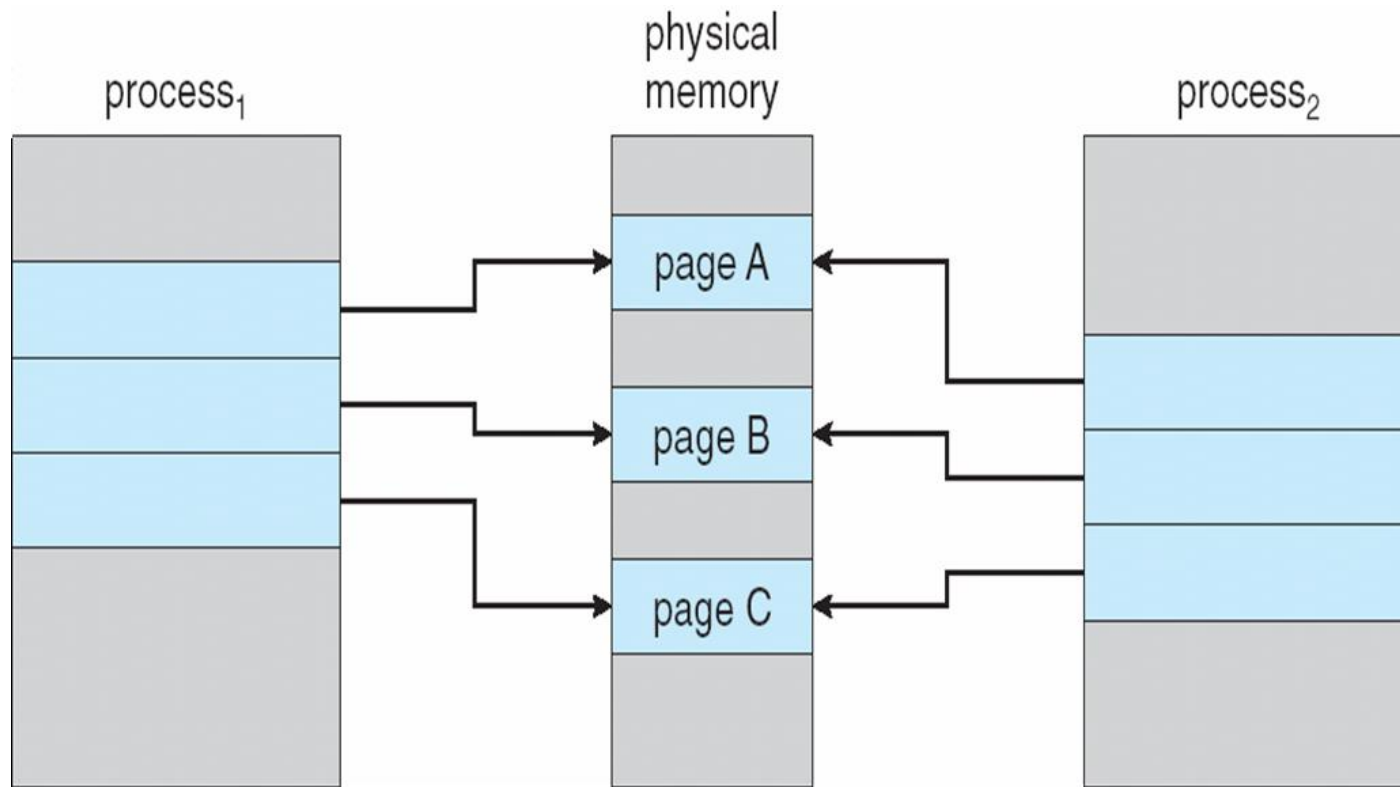 process₁
physical
memory
process₂
page A
page B
page C